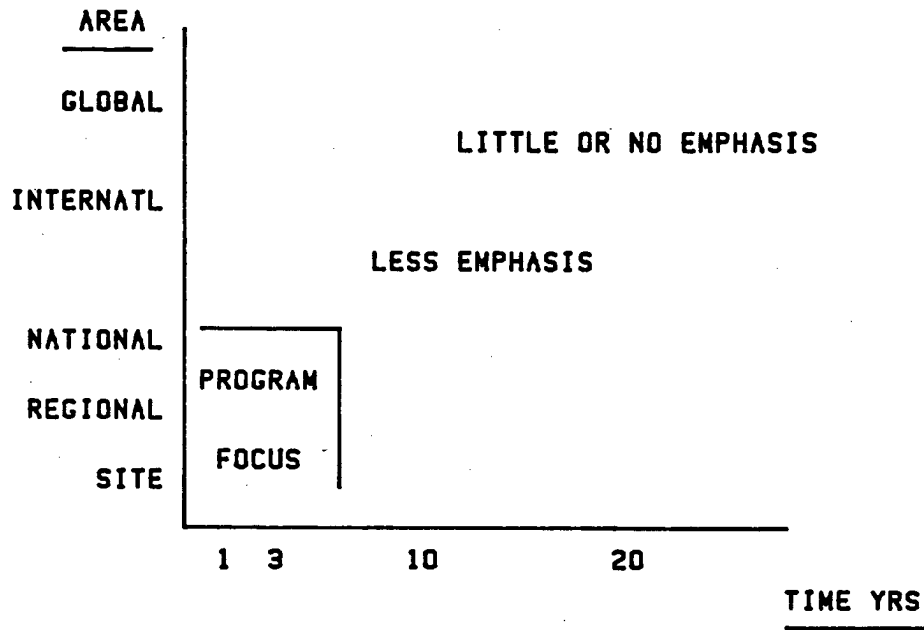 AREA
GLOBAL
LITTLE OR NO EMPHASIS
INTERNATL
LESS EMPHASIS
NATIONAL
PROGRAM
REGIONAL
FOCUS
SITE
1 3 10 20
TIME YRS